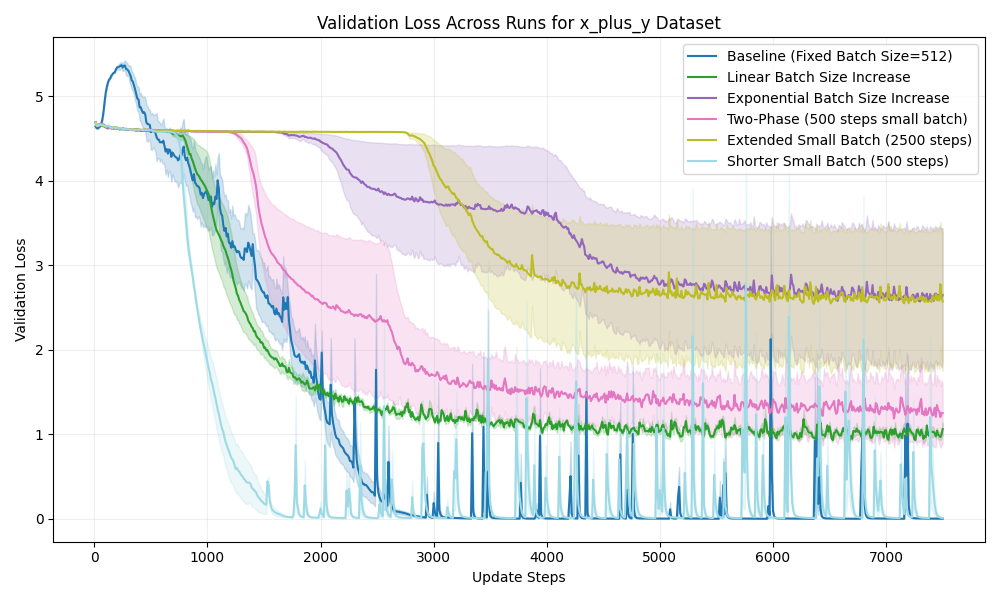 Validation Loss Across Runs for x_plus_y Dataset
Validation Loss
5
4
3
2
1
0
Baseline (Fixed Batch Size=512)
Linear Batch Size Increase
Exponential Batch Size Increase
Two-Phase (500 steps small batch)
Extended Small Batch (2500 steps)
Shorter Small Batch (500 steps)
0 1000 2000 3000 4000 5000 6000 7000
Update Steps